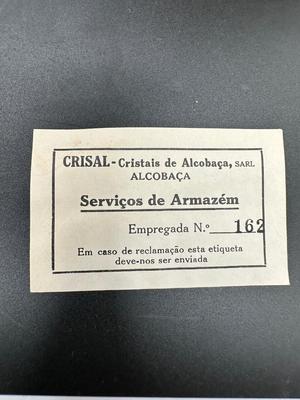 CRISAL - Cristais de Alcobaça, SARL
ALCOBAÇA
Serviços de Armazém
Empregada N.º 162
Em caso de reclamação esta etiqueta
deve-nos ser enviada